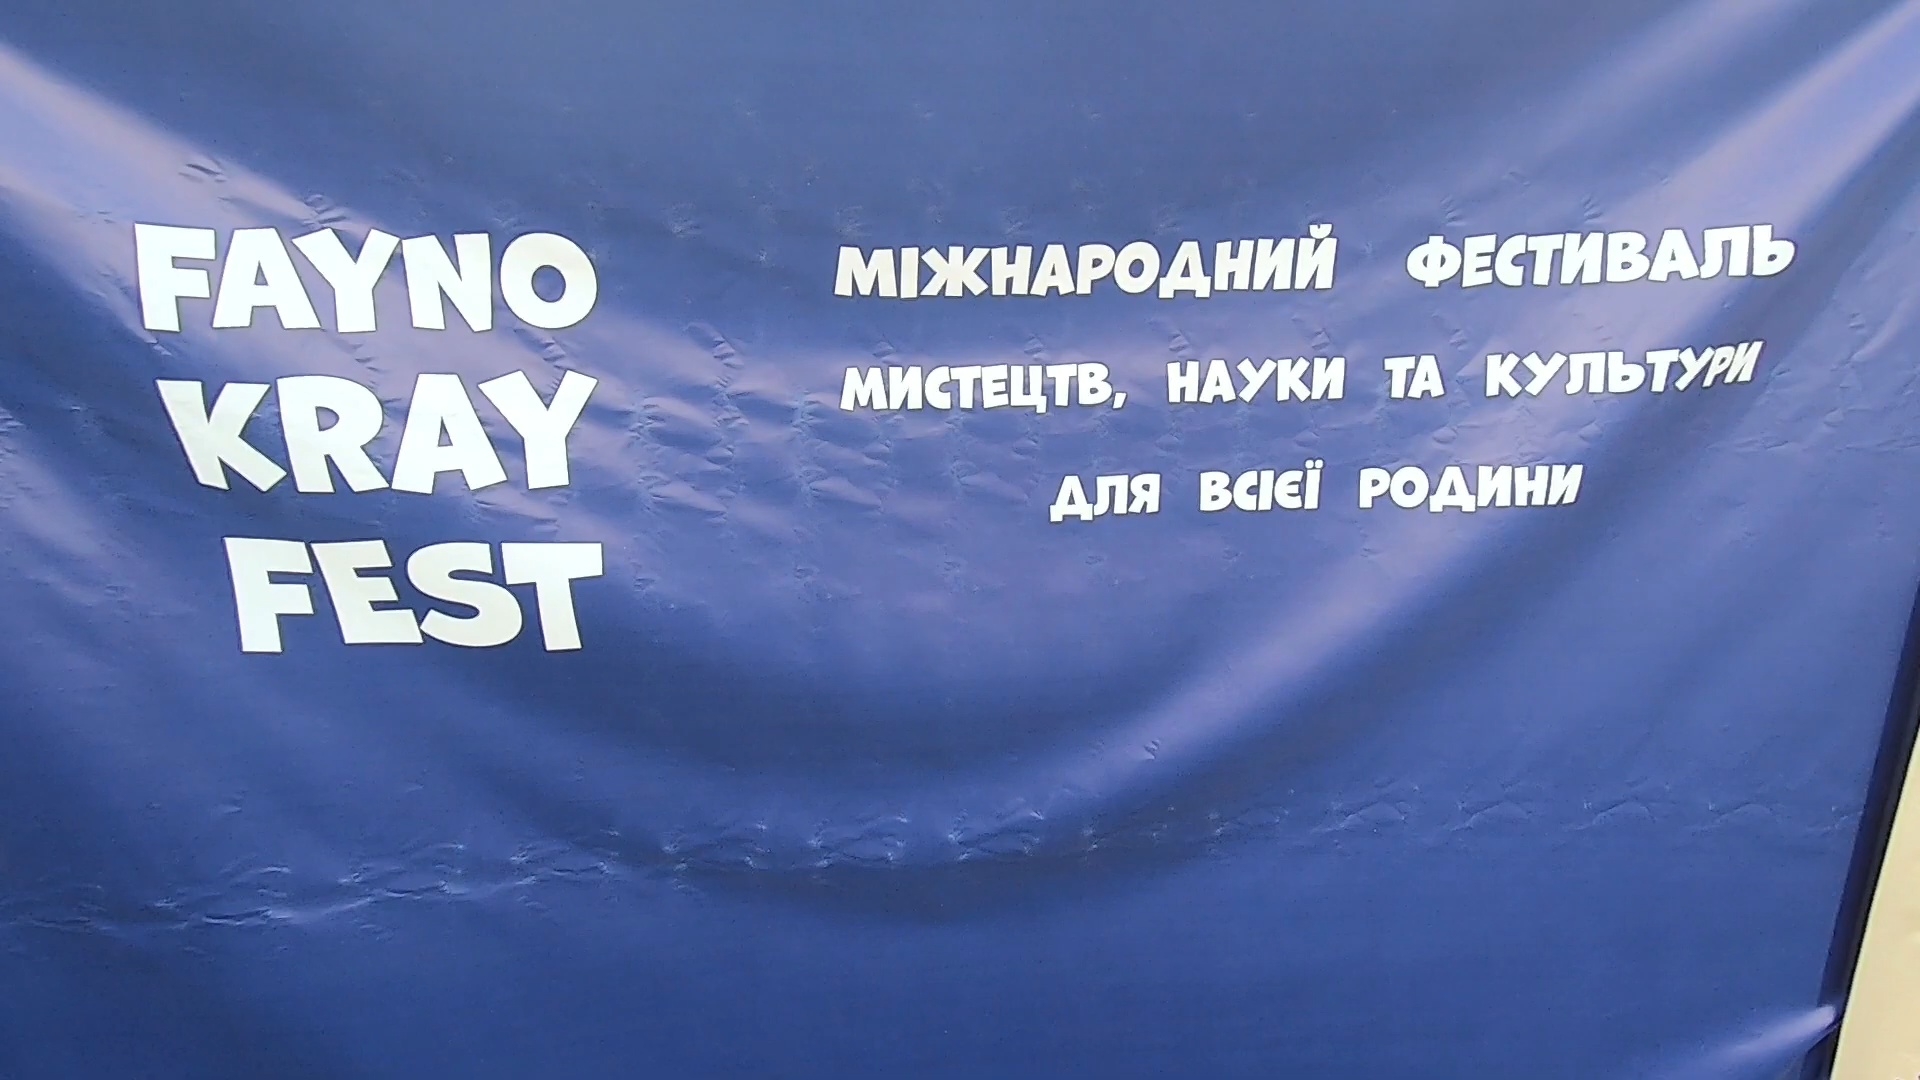 FAYNO
KRAY
FEST
МІЖНАРОДНИЙ ФЕСТИВАЛЬ
МИСТЕЦТВ, НАУКИ ТА КУЛЬТУРИ
ДЛЯ ВСІЄЇ РОДИНИ